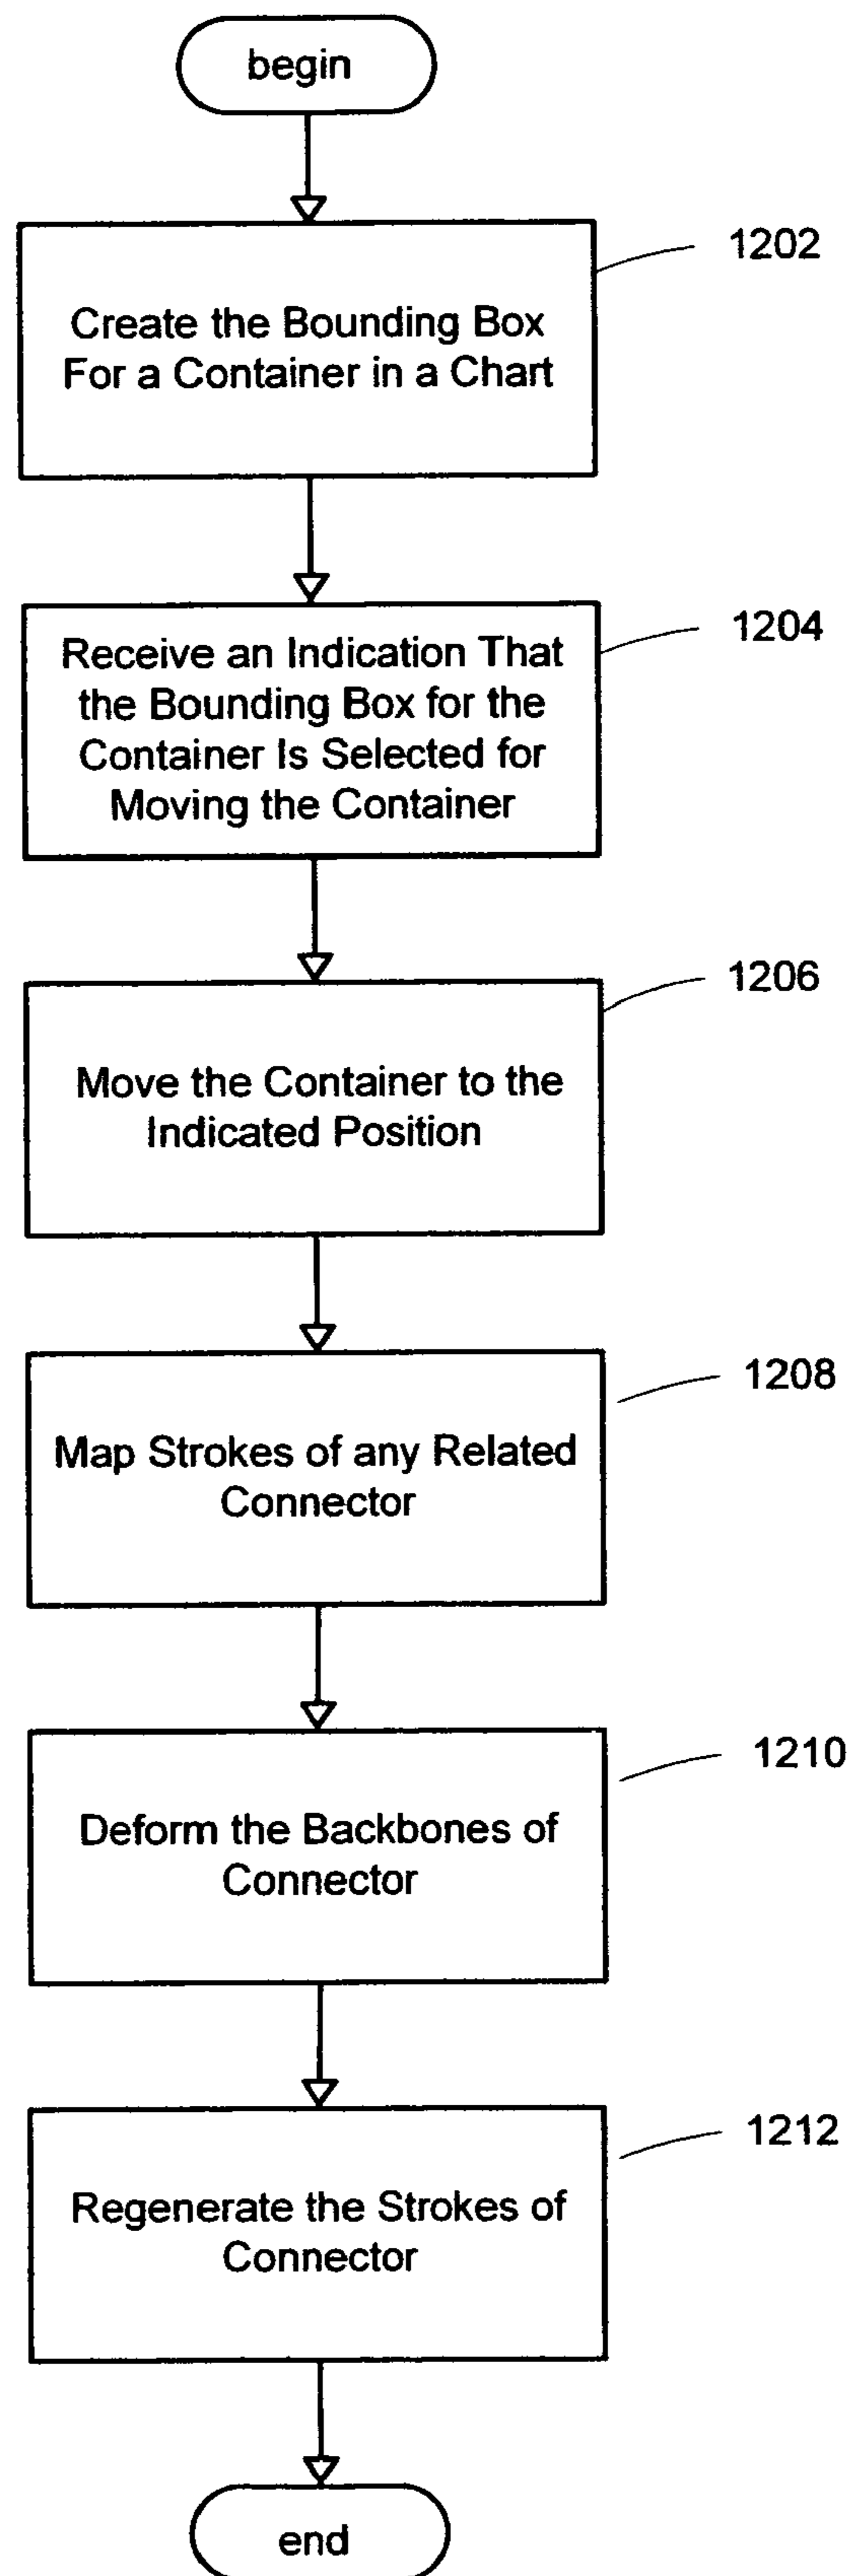 begin
1202
Create the Bounding Box
For a Container in a Chart
1204
Receive an Indication That
the Bounding Box for the
Container Is Selected for
Moving the Container
1206
Move the Container to the
Indicated Position
1208
Map Strokes of any Related
Connector
1210
Deform the Backbones of
Connector
1212
Regenerate the Strokes of
Connector
end